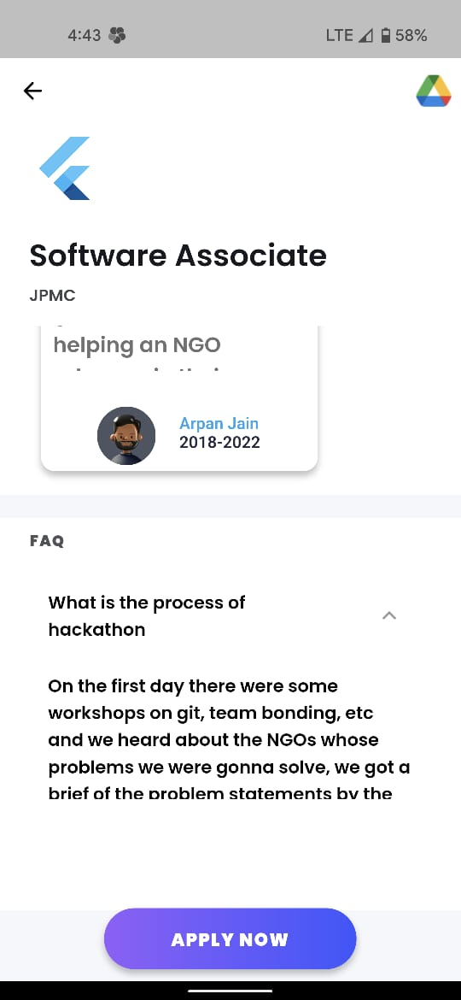 4:43
LTE 58%
Software Associate
JPMC
helping an NGO
Arpan Jain
2018-2022
FAQ
What is the process of
hackathon
On the first day there were some
workshops on git, team bonding, etc
and we heard about the NGOs whose
problems we were gonna solve, we got a
brief of the problem statements by the
APPLY NOW